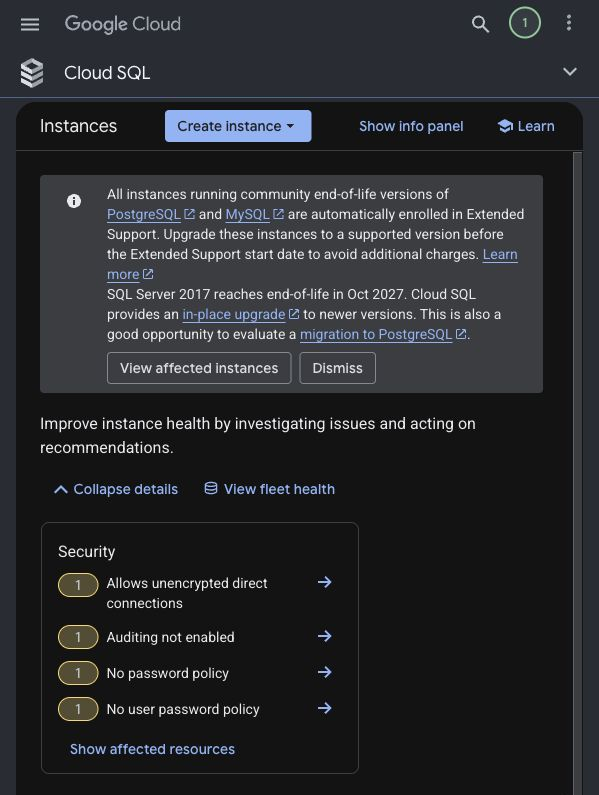 Google Cloud
1
Cloud SQL
Instances
Create instance
Show info panel
Learn
All instances running community end-of-life versions of
PostgreSQL and MySQL are automatically enrolled in Extended
Support. Upgrade these instances to a supported version before
the Extended Support start date to avoid additional charges. Learn
more
SQL Server 2017 reaches end-of-life in Oct 2027. Cloud SQL
provides an in-place upgrade to newer versions. This is also a
good opportunity to evaluate a migration to PostgreSQL.
View affected instances
Dismiss
Improve instance health by investigating issues and acting on
recommendations.
Collapse details
View fleet health
Security
1 Allows unencrypted direct
connections
1 Auditing not enabled
1 No password policy
1 No user password policy
Show affected resources